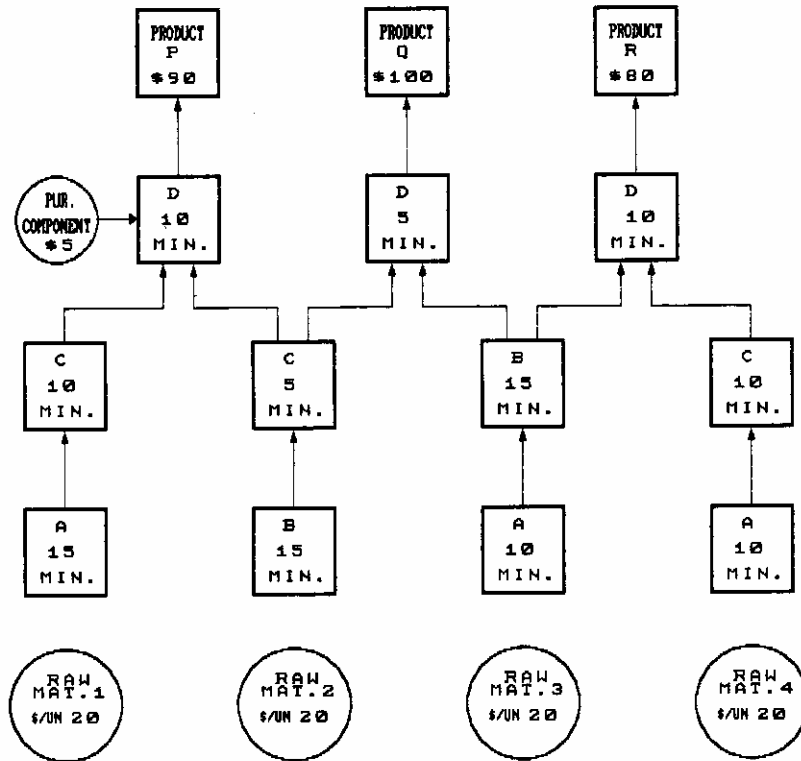 PRODUCT
P
$90
PRODUCT
Q
$100
PRODUCT
R
$80
PUR.
COMPONENT
$5
D
10
MIN.
D
5
MIN.
D
10
MIN.
C
10
MIN.
C
5
MIN.
B
15
MIN.
C
10
MIN.
A
15
MIN.
B
15
MIN.
A
10
MIN.
A
10
MIN.
RAW
MAT.1
$/UN 20
RAW
MAT.2
$/UN 20
RAW
MAT.3
$/UN 20
RAW
MAT.4
$/UN 20